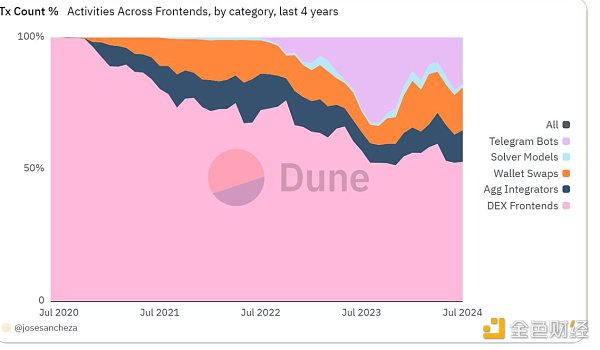 Tx Count % Activities Across Frontends, by category, last 4 years
100%
50%
0
Jul 2020
Jul 2021
Jul 2022
Jul 2023
Jul 2024
Dune
All
Telegram Bots
Solver Models
Wallet Swaps
Agg Integrators
DEX Frontends
@josesancheza
金色财经